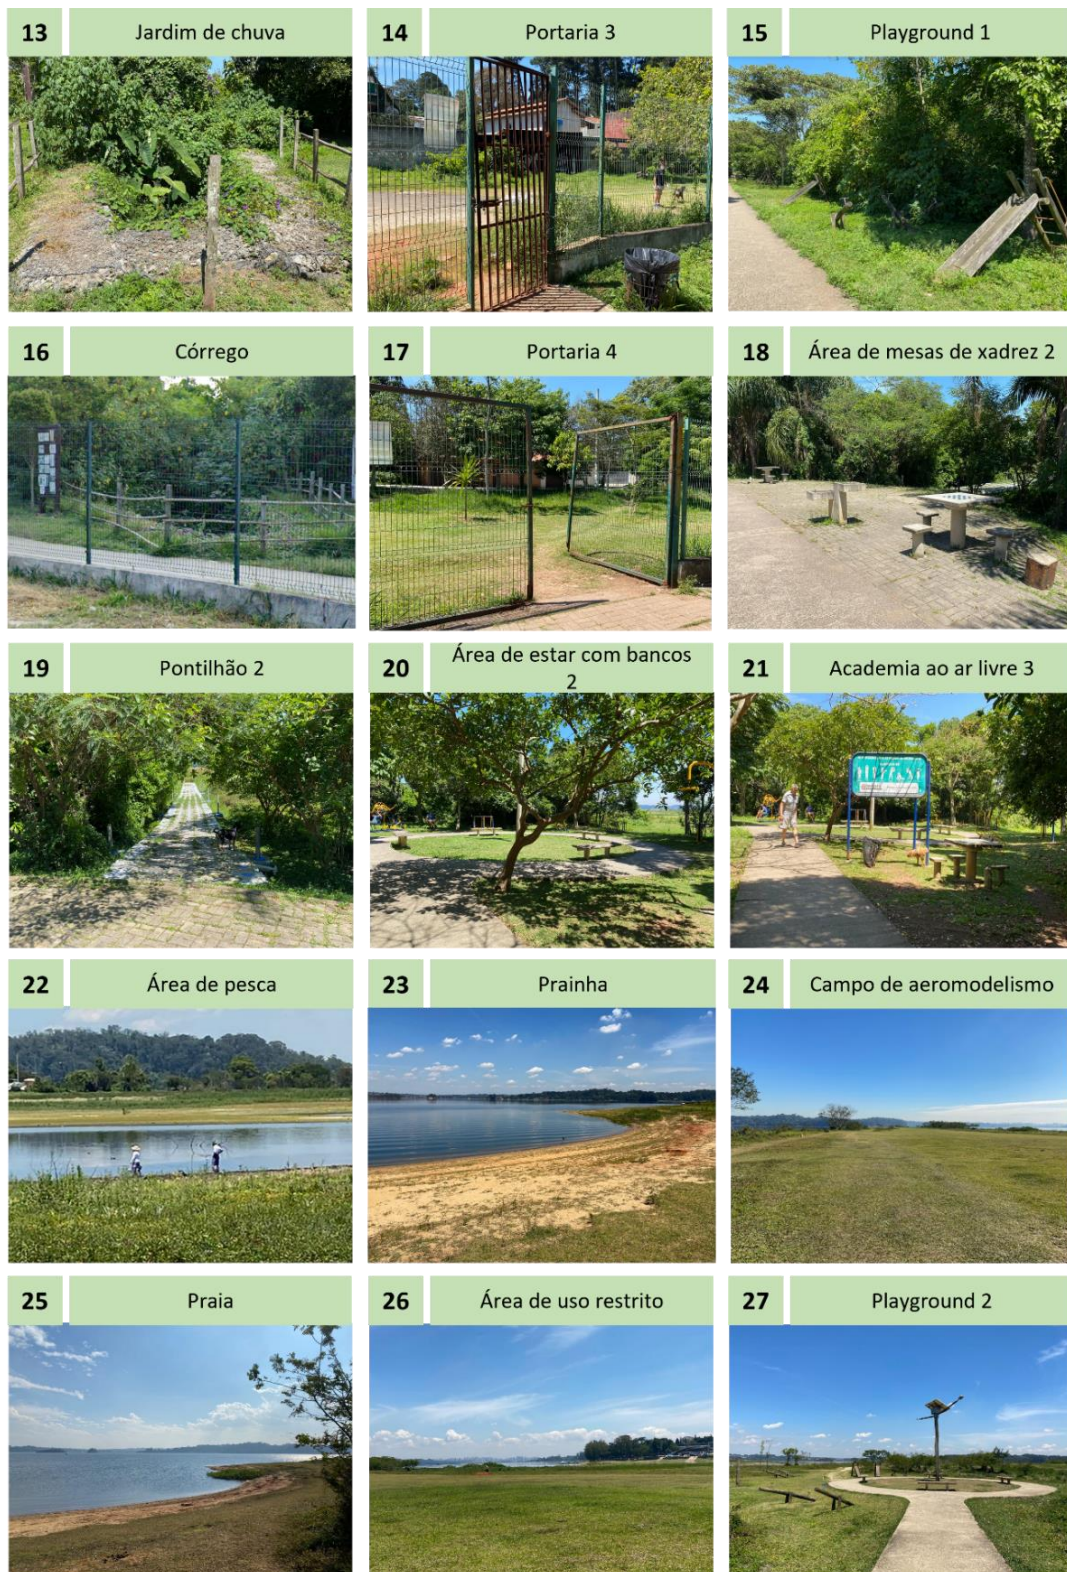 13 Jardim de chuva
14 Portaria 3
15 Playground 1
16 Córrego
17 Portaria 4
18 Área de mesas de xadrez 2
19 Pontilhão 2
20 Área de estar com bancos
2
21 Academia ao ar livre 3
22 Área de pesca
23 Prainha
24 Campo de aeromodelismo
25 Praia
26 Área de uso restrito
27 Playground 2